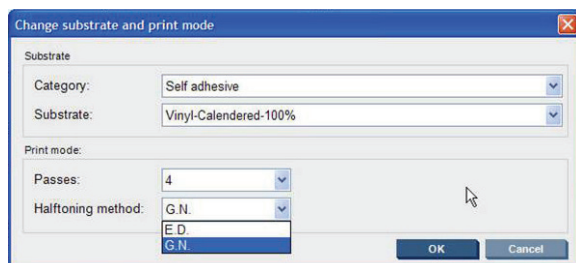 Change substrate and print mode
Substrate
Category: Self adhesive
Substrate: Vinyl-Calendered-100%
Print mode:
Passes: 4
Halftoning method: G.N.
E.D.
G.N.
OK Cancel